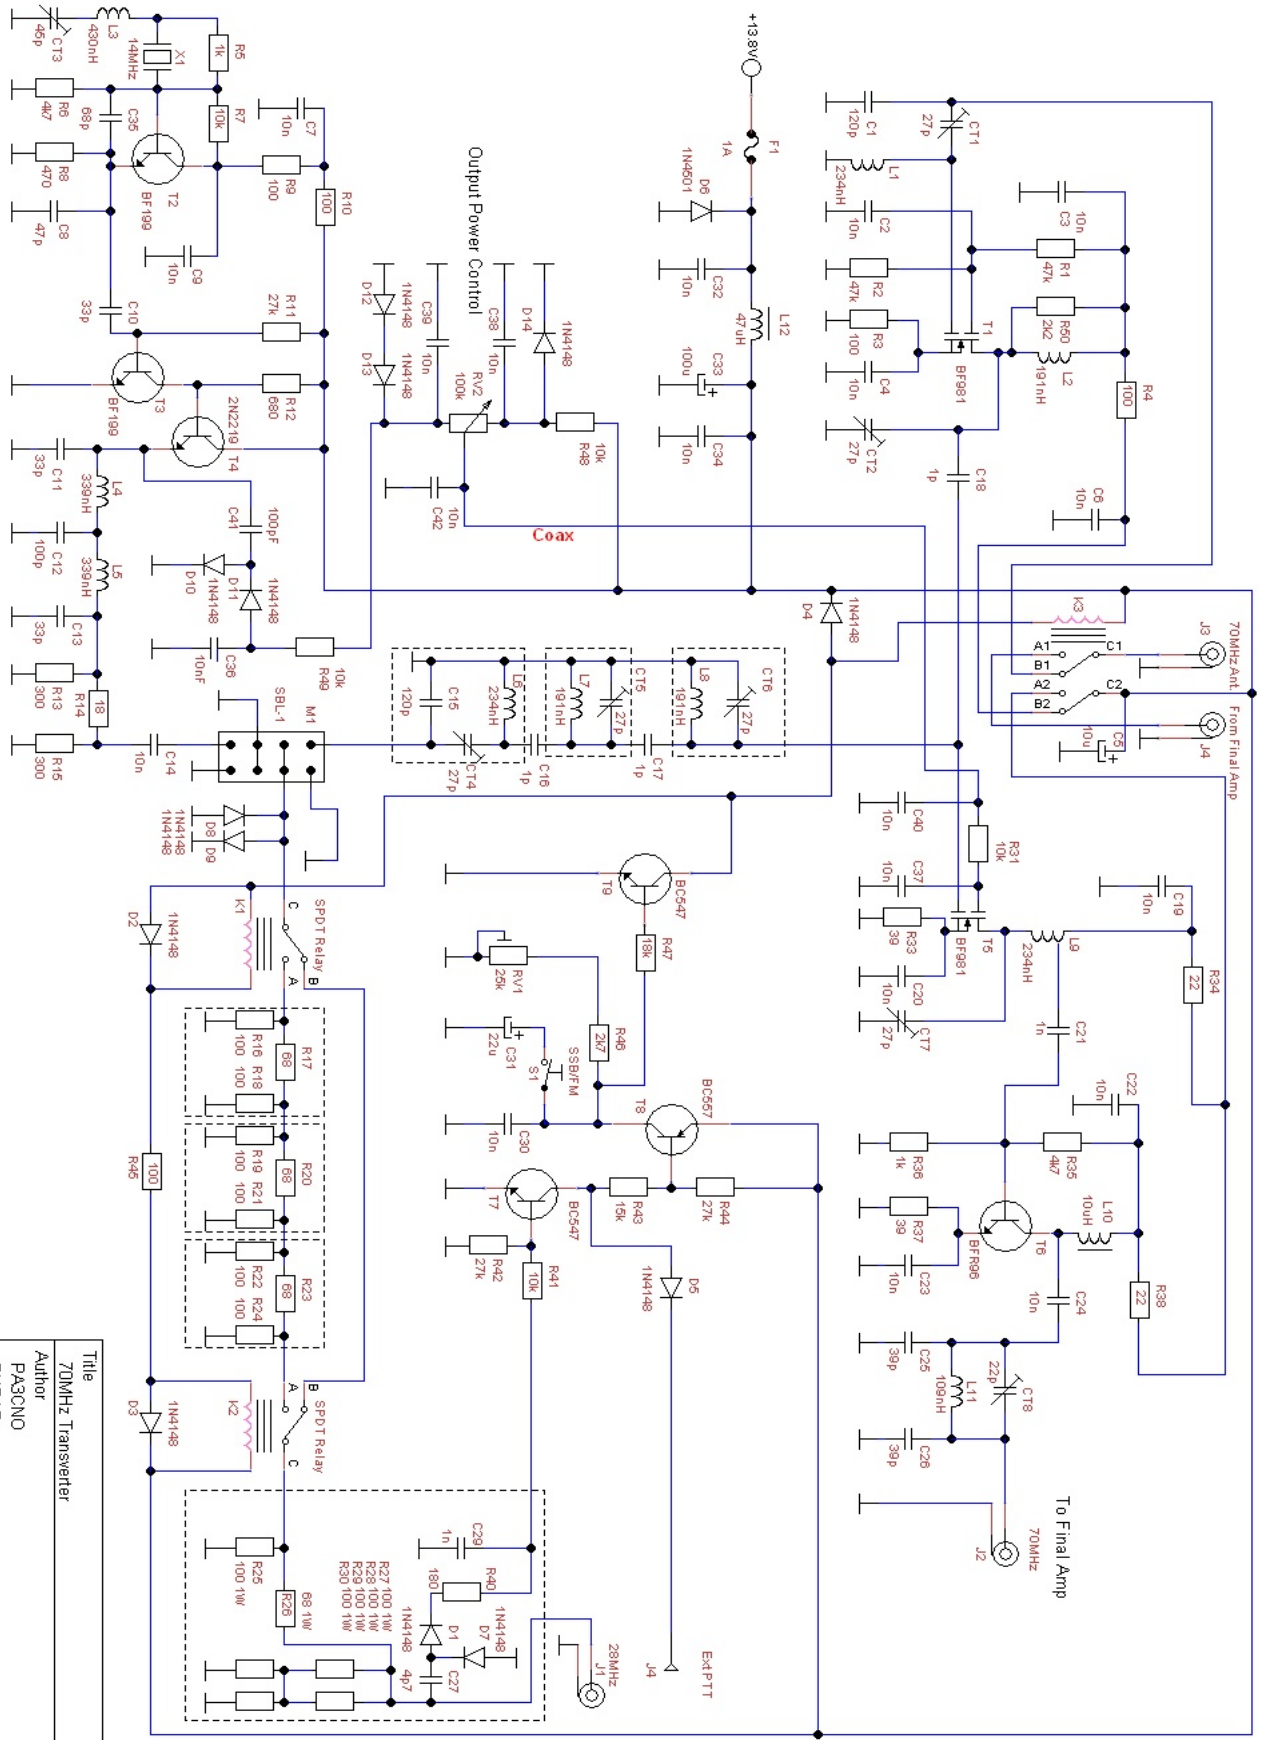 70MHz Ant.
J3
From Final Amp
J4
K3
A1
B1
A2
B2
C1
C2
C5
10u
CT1
27p
C1
120p
L1
234nH
C2
10n
C3
10n
R1
47k
R2
47k
R3
100
C4
10n
T1
BF981
R50
2k2
L2
191nH
R4
100
CT2
27p
C18
1p
C6
10n
+13.8V
F1
1A
D6
1N4501
C32
10n
L12
47uH
C33
100u
C34
10n
D4
1N4148
Output Power Control
D12
1N4148
D13
1N4148
C39
10n
C38
10n
D14
1N4148
RV2
100k
R48
10k
C42
10n
Coax
CT3
45p
L3
430nH
X1
14MHz
R5
1k
R6
4k7
R7
10k
C35
68p
R8
470
C7
10n
R9
100
R10
100
T2
BF199
C8
47p
C9
10n
C10
33p
R11
27k
T3
BF199
R12
680
2N2219
T4
C11
33p
L4
339nH
C12
100p
L5
339nH
C13
33p
C41
100pF
D10
1N4148
D11
1N4148
C36
10nF
R49
10k
R13
300
R14
18
R15
300
C14
10n
SBL-1
M1
C15
120p
L6
234nH
CT4
27p
C16
1p
L7
191nH
CT5
27p
C17
1p
L8
191nH
CT6
27p
D8
1N4148
D9
1N4148
C40
10n
R31
10k
C37
10n
R33
39
T5
BF981
C20
10n
CT7
27p
L9
234nH
C19
10n
R34
22
C21
1n
C22
10n
R36
1k
R35
4k7
R37
39
T6
BFR96
L10
10uH
C23
10n
C24
10n
R38
22
C25
39p
L11
109nH
CT8
22p
C26
39p
To Final Amp
70MHz
J2
T9
BC547
R47
18k
RV1
25k
R46
2k7
C31
22u
S1
SSB/FM
C30
10n
T8
BC557
T7
BC547
R43
15k
R44
27k
R42
27k
R41
10k
D5
1N4148
Ext PTT
J4
D2
1N4148
K1
SPDT Relay
C
A
B
R16
100
R17
68
R18
100
R19
100
R20
68
R21
100
R22
100
R23
68
R24
100
R45
100
D3
1N4148
K2
SPDT Relay
A
B
C
R25
100 1W
R26
68 1W
R27 100 1W
R28 100 1W
R29 100 1W
R30 100 1W
C29
1n
R40
180
D1
1N4148
D7
1N4148
C27
4p7
28MHz
J1
Title
70MHz Transverter
Author
PA3CNO